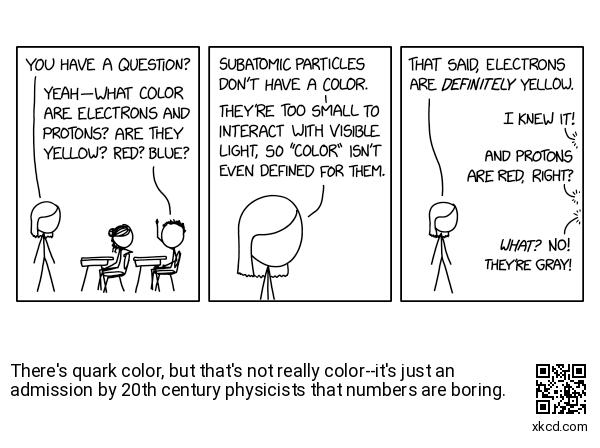 YOU HAVE A QUESTION?
YEAH—WHAT COLOR
ARE ELECTRONS AND
PROTONS? ARE THEY
YELLOW? RED? BLUE?
SUBATOMIC PARTICLES
DON'T HAVE A COLOR.
THEY'RE TOO SMALL TO
INTERACT WITH VISIBLE
LIGHT, SO "COLOR" ISN'T
EVEN DEFINED FOR THEM.
THAT SAID, ELECTRONS
ARE DEFINITELY YELLOW.
I KNEW IT!
AND PROTONS
ARE RED, RIGHT?
WHAT? NO!
THEY'RE GRAY!
There's quark color, but that's not really color--it's just an
admission by 20th century physicists that numbers are boring.
xkcd.com